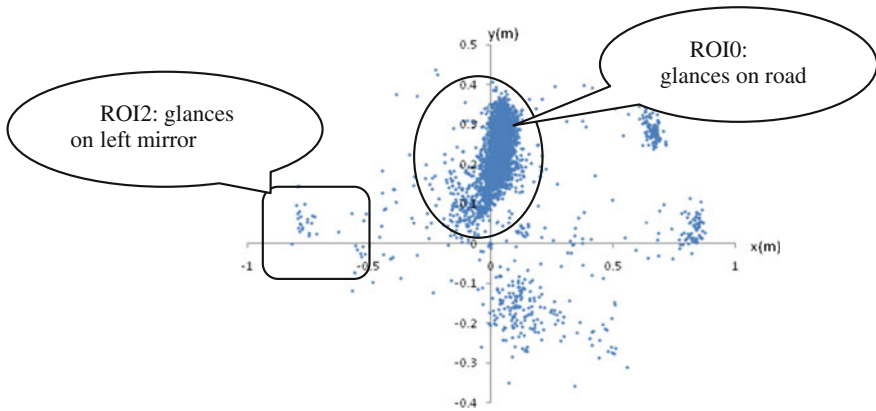 y(m)
0.5
ROI0:
glances on road
0.4
ROI2: glances
on left mirror
0.3
0.2
0.1
0
x(m)
-1
-0.5
0
0.5
1
-0.1
-0.2
-0.3
-0.4